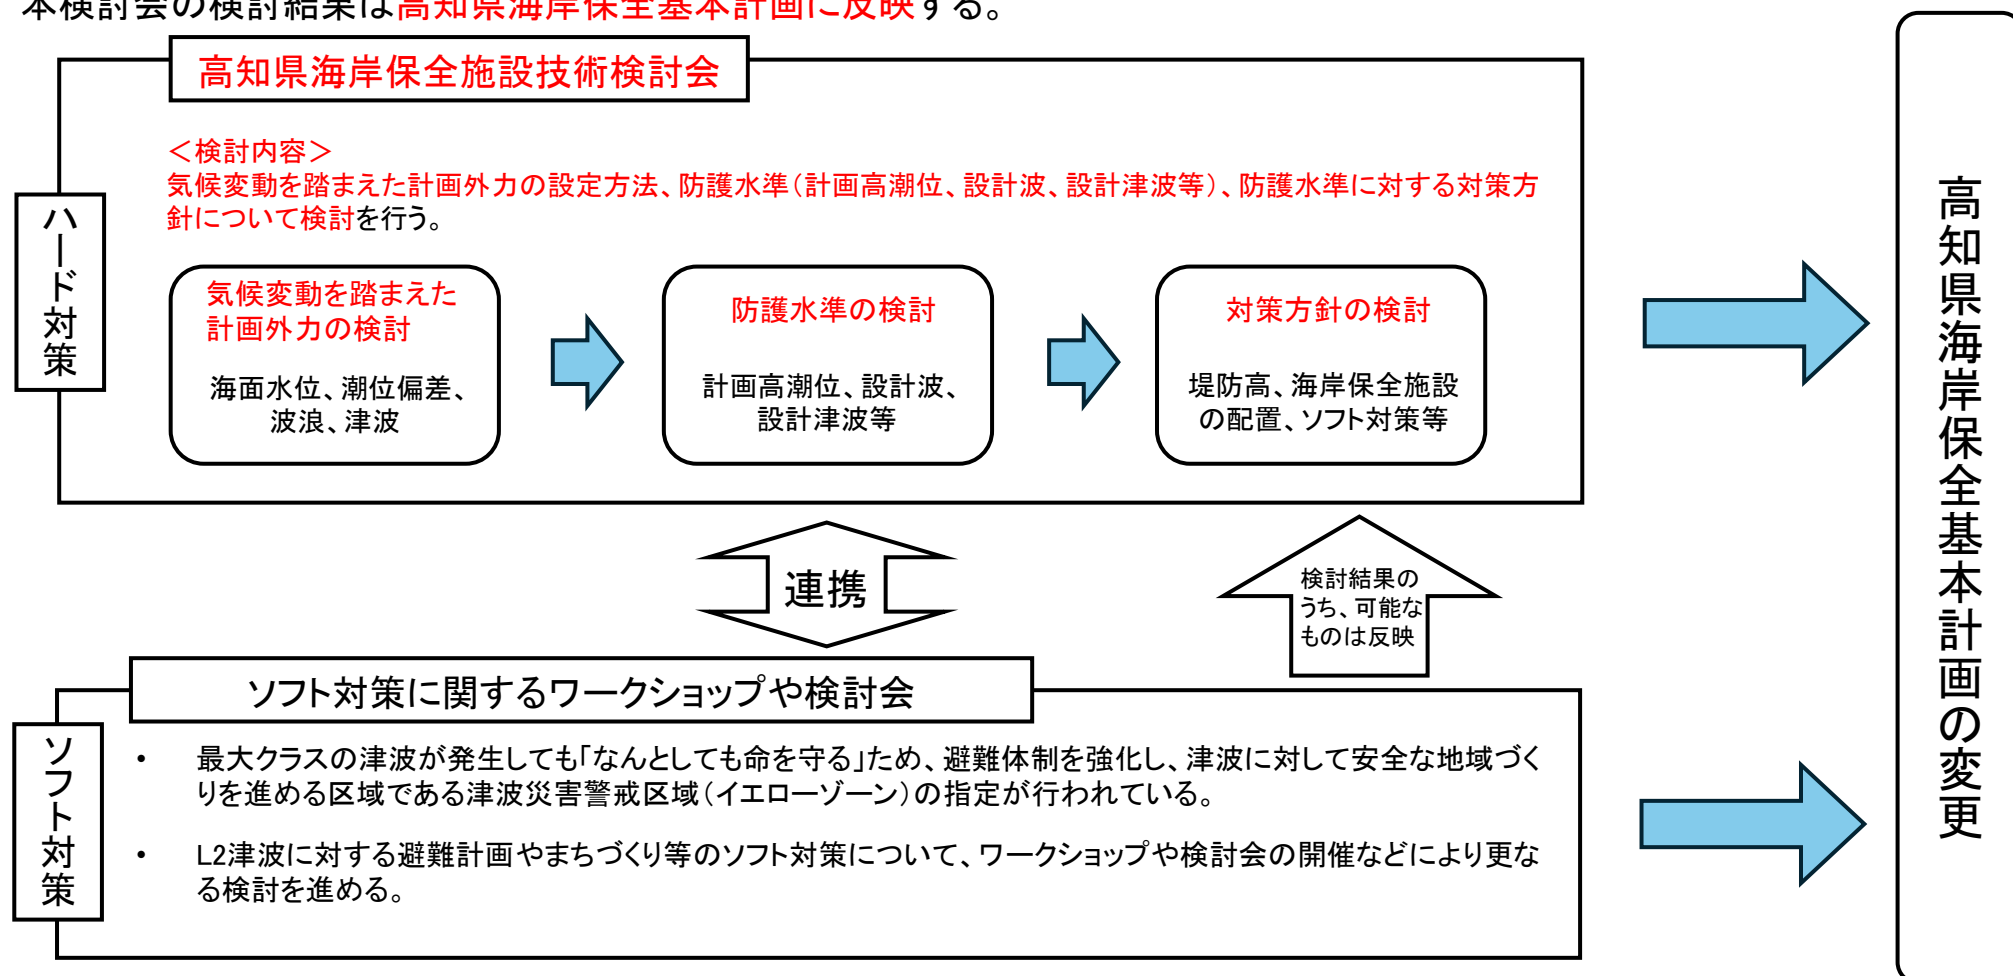 本検討会の検討結果は高知県海岸保全基本計画に反映する。
高知県海岸保全施設技術検討会
＜検討内容＞
気候変動を踏まえた計画外力の設定方法、防護水準（計画高潮位、設計波、設計津波等）、防護水準に対する対策方
針について検討を行う。
ハード対策
気候変動を踏まえた
計画外力の検討
海面水位、潮位偏差、
波浪、津波
防護水準の検討
計画高潮位、設計波、
設計津波等
対策方針の検討
堤防高、海岸保全施設
の配置、ソフト対策等
連携
検討結果の
うち、可能な
ものは反映
ソフト対策に関するワークショップや検討会
ソフト対策
• 最大クラスの津波が発生しても「なんとしても命を守る」ため、避難体制を強化し、津波に対して安全な地域づく
りを進める区域である津波災害警戒区域（イエローゾーン）の指定が行われている。
• L2津波に対する避難計画やまちづくり等のソフト対策について、ワークショップや検討会の開催などにより更な
る検討を進める。
高知県海岸保全基本計画の変更